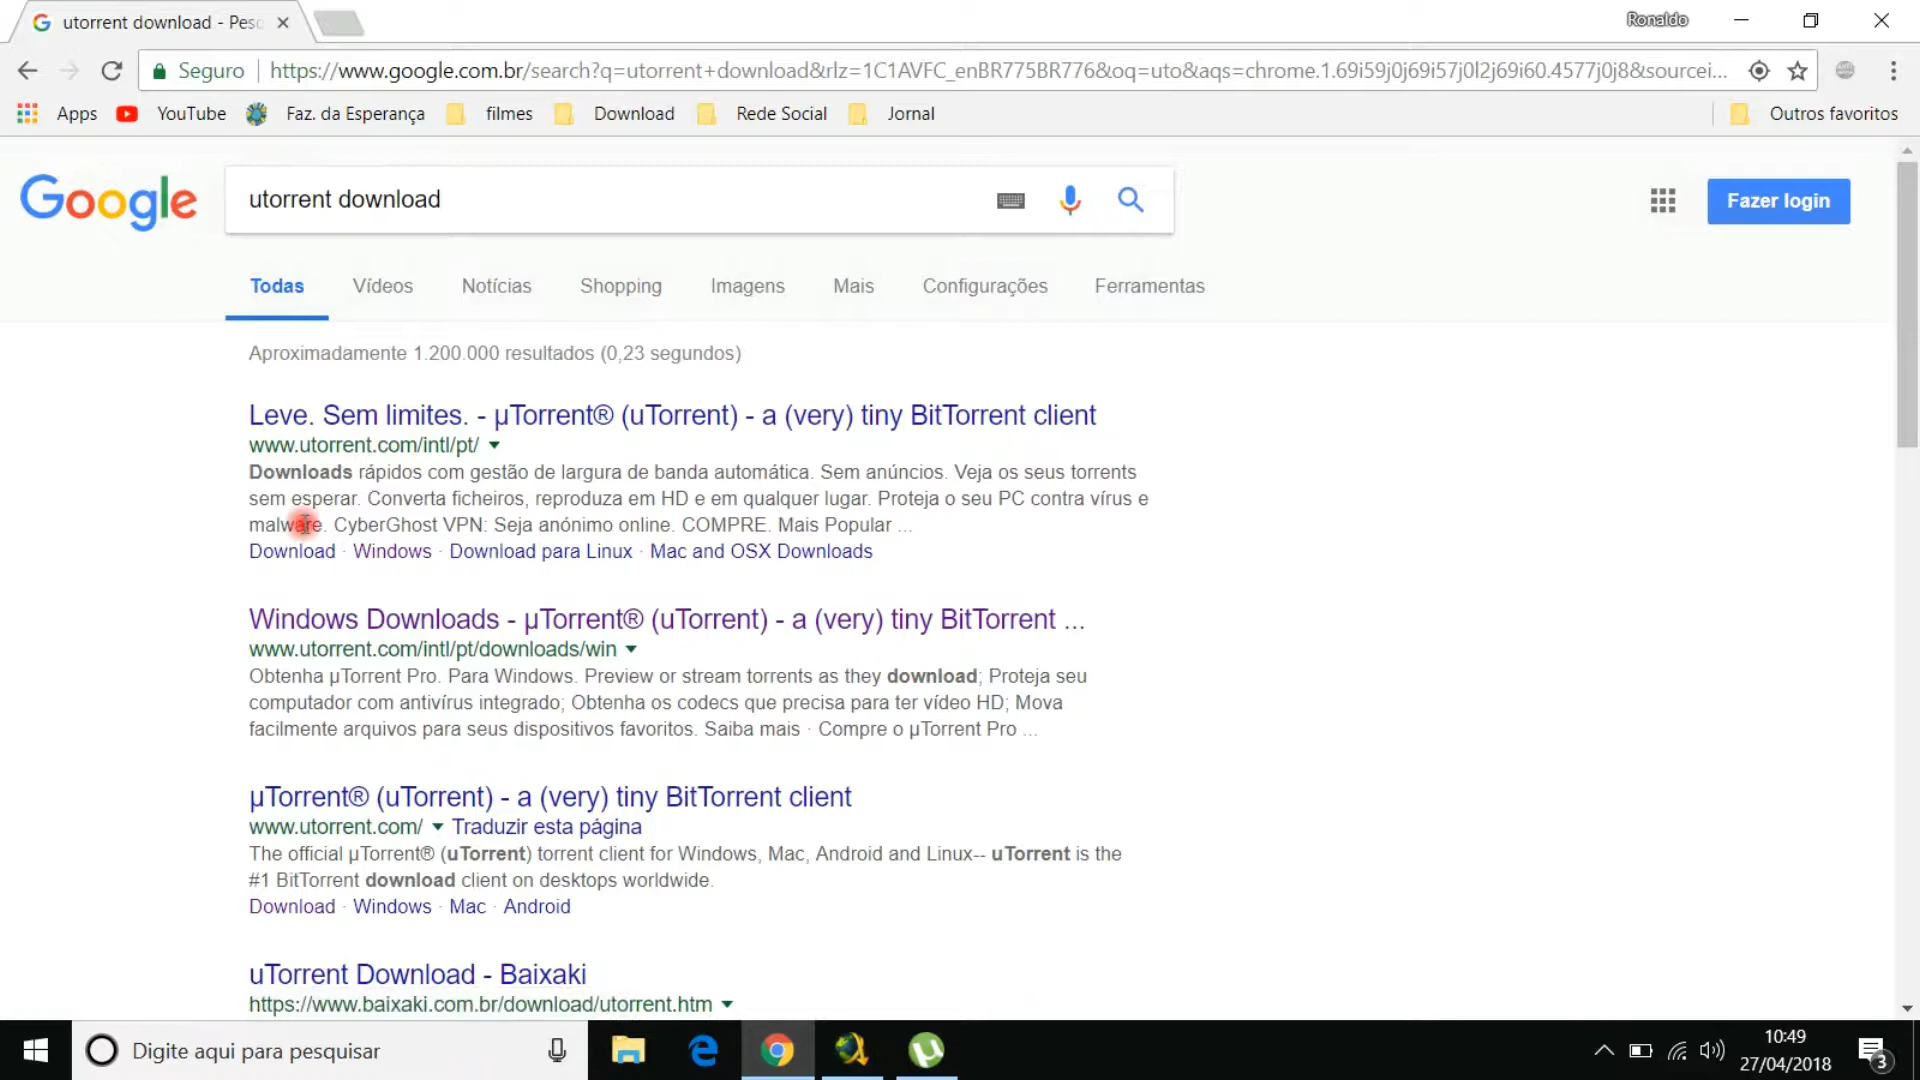 utorrent download - Pesq
Ronaldo
Seguro
https://www.google.com.br/search?q=utorrent+download&rlz=1C1AVFC_enBR775BR776&oq=uto&aqs=chrome.1.69i59j0j69i57j0l2j69i60.4577j0j8&sourcei...
Apps YouTube Faz. da Esperança filmes Download Rede Social Jornal Outros favoritos
Google
utorrent download
Fazer login
Todas Vídeos Notícias Shopping Imagens Mais Configurações Ferramentas
Aproximadamente 1.200.000 resultados (0,23 segundos)
Leve. Sem limites. - µTorrent® (uTorrent) - a (very) tiny BitTorrent client
www.utorrent.com/intl/pt/
Downloads rápidos com gestão de largura de banda automática. Sem anúncios. Veja os seus torrents
sem esperar. Converta ficheiros, reproduza em HD e em qualquer lugar. Proteja o seu PC contra vírus e
malware. CyberGhost VPN: Seja anónimo online. COMPRE. Mais Popular ...
Download · Windows · Download para Linux · Mac and OSX Downloads
Windows Downloads - µTorrent® (uTorrent) - a (very) tiny BitTorrent ...
www.utorrent.com/intl/pt/downloads/win
Obtenha µTorrent Pro. Para Windows. Preview or stream torrents as they download; Proteja seu
computador com antivírus integrado; Obtenha os codecs que precisa para ter vídeo HD; Mova
facilmente arquivos para seus dispositivos favoritos. Saiba mais · Compre o µTorrent Pro ...
µTorrent® (uTorrent) - a (very) tiny BitTorrent client
www.utorrent.com/ Traduzir esta página
The official µTorrent® (uTorrent) torrent client for Windows, Mac, Android and Linux-- uTorrent is the
#1 BitTorrent download client on desktops worldwide.
Download · Windows · Mac · Android
uTorrent Download - Baixaki
https://www.baixaki.com.br/download/utorrent.htm
Digite aqui para pesquisar
10:49
27/04/2018
3